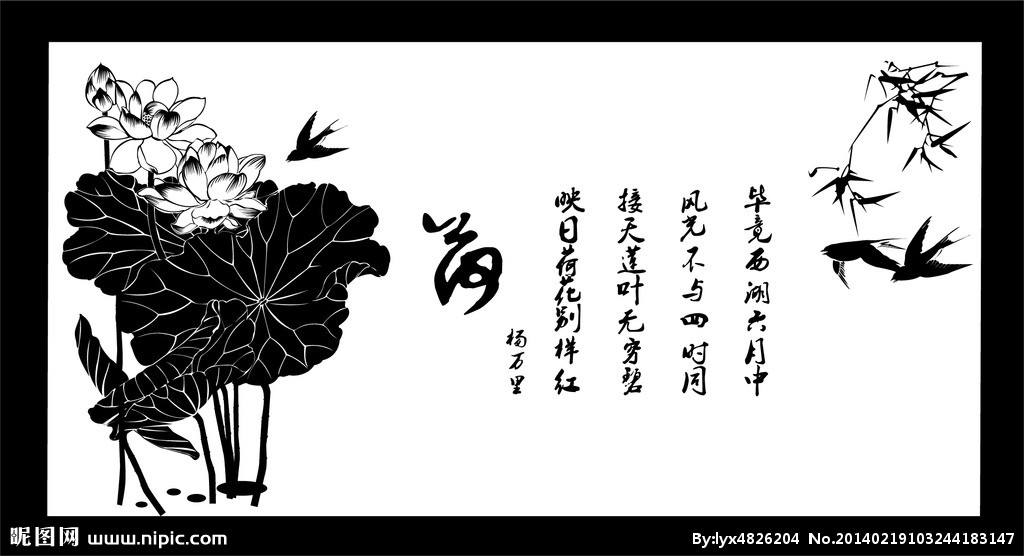 毕竟西湖六月中
风光不与四时同
接天莲叶无穷碧
映日荷花别样红
杨万里
荷
昵图网 www.nipic.com
By:lyx4826204 No.20140219103244183147